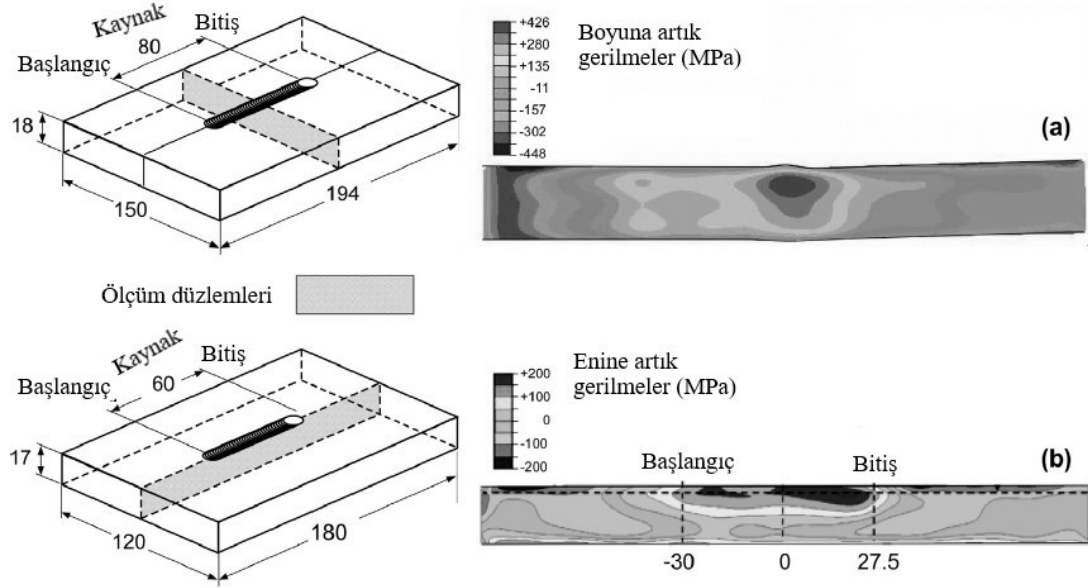 Kaynak
Bitiş
80
Başlangıç
18
150
194
+426
+280
+135
-11
-157
-302
-448
Boyuna artık
gerilmeler (MPa)
(a)
Ölçüm düzlemleri
Kaynak
Bitiş
60
Başlangıç
17
120
180
+200
+100
0
-100
-200
Enine artık
gerilmeler (MPa)
Başlangıç
Bitiş
(b)
-30
0
27.5